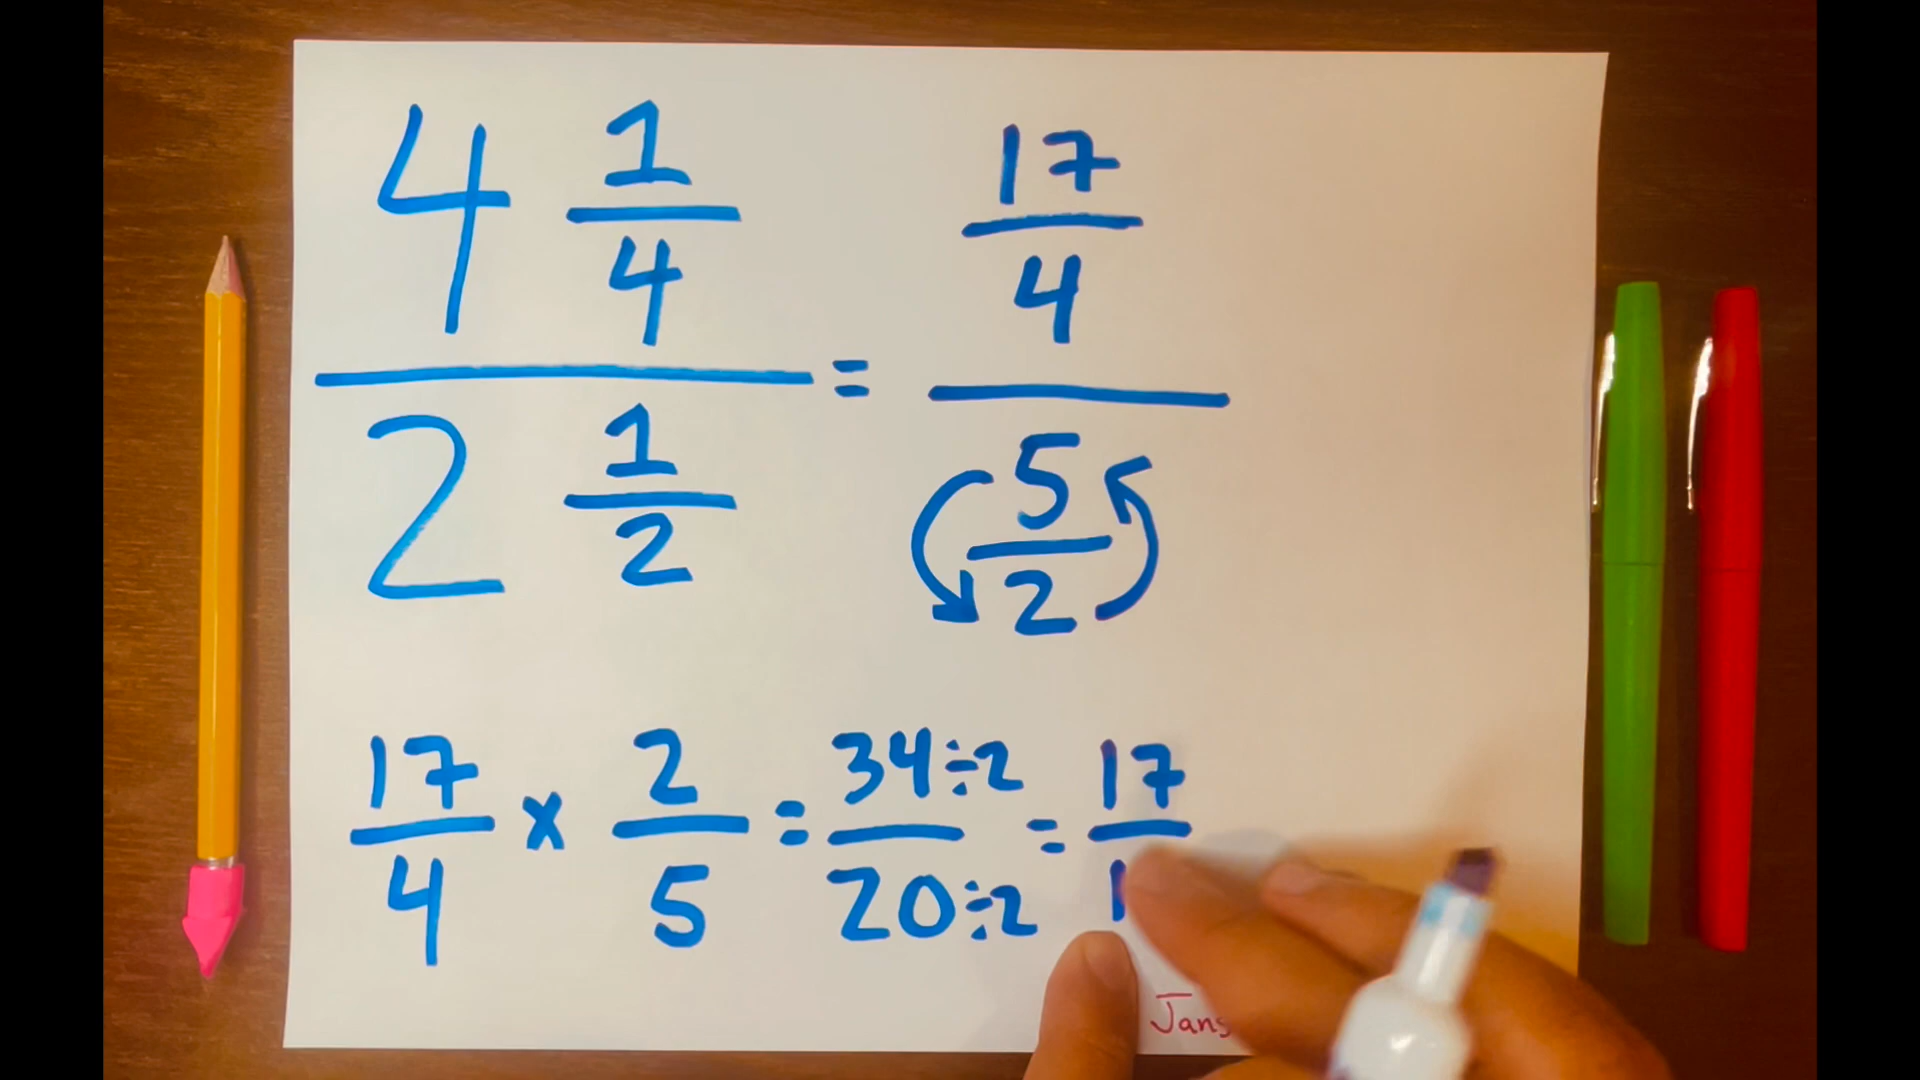 4 1/4 / 2 1/2 = 17/4 / 5/2
17/4 × 2/5 = 34÷2/20÷2 = 17/1